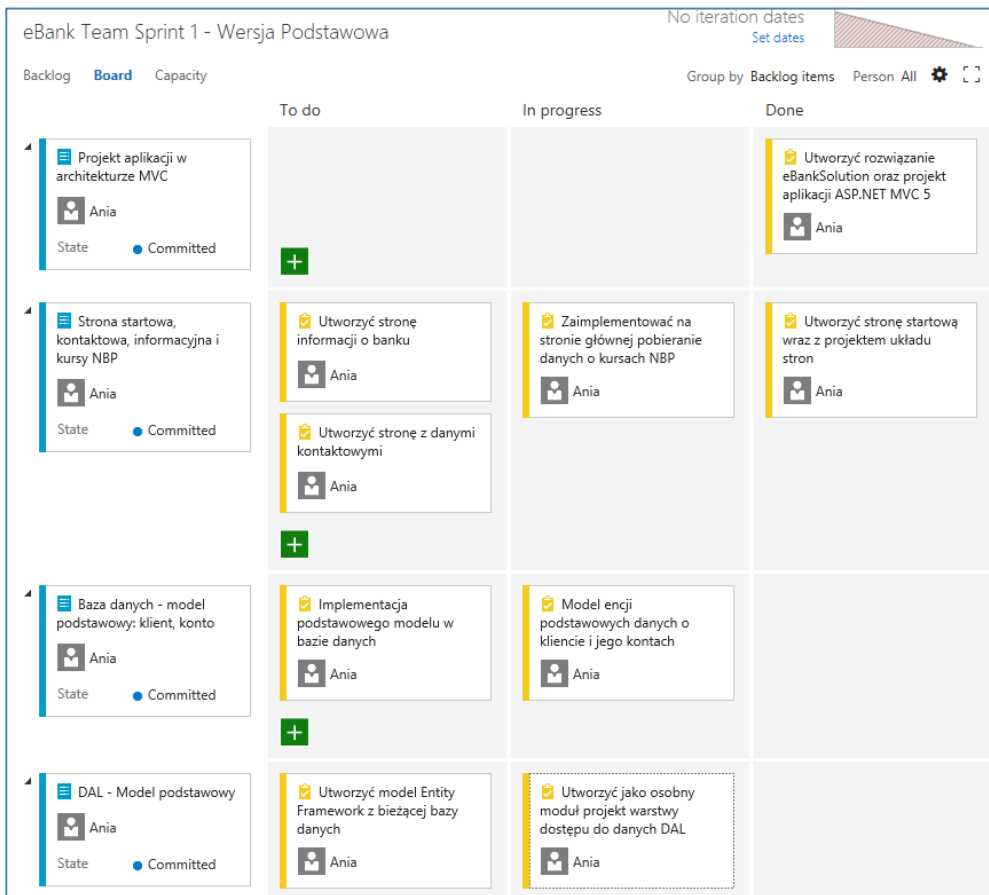 eBank Team Sprint 1 - Wersja Podstawowa
No iteration dates
Set dates
Backlog Board Capacity
Group by Backlog items Person All
To do
In progress
Done
Projekt aplikacji w
architekturze MVC
Ania
State Committed
Utworzyć rozwiązanie
eBankSolution oraz projekt
aplikacji ASP.NET MVC 5
Ania
Strona startowa,
kontaktowa, informacyjna i
kursy NBP
Ania
State Committed
Utworzyć stronę
informacji o banku
Ania
Utworzyć stronę z danymi
kontaktowymi
Ania
Zaimplementować na
stronie głównej pobieranie
danych o kursach NBP
Ania
Utworzyć stronę startową
wraz z projektem układu
stron
Ania
Baza danych - model
podstawowy: klient, konto
Ania
State Committed
Implementacja
podstawowego modelu w
bazie danych
Ania
Model encji
podstawowych danych o
kliencie i jego kontach
Ania
DAL - Model podstawowy
Ania
State Committed
Utworzyć model Entity
Framework z bieżącej bazy
danych
Ania
Utworzyć jako osobny
moduł projekt warstwy
dostępu do danych DAL
Ania